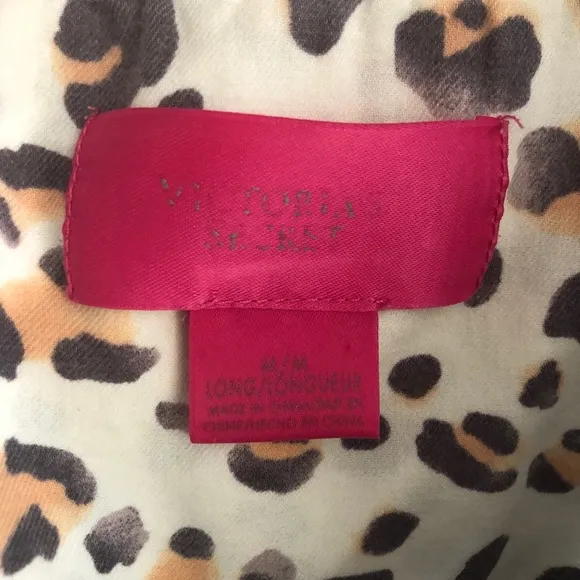 VICTORIA'S
SECRET
M/M
LONG/LONGUEUR
MADE IN CHINA/FAIT EN
CHINE/HECHO EN CHINA